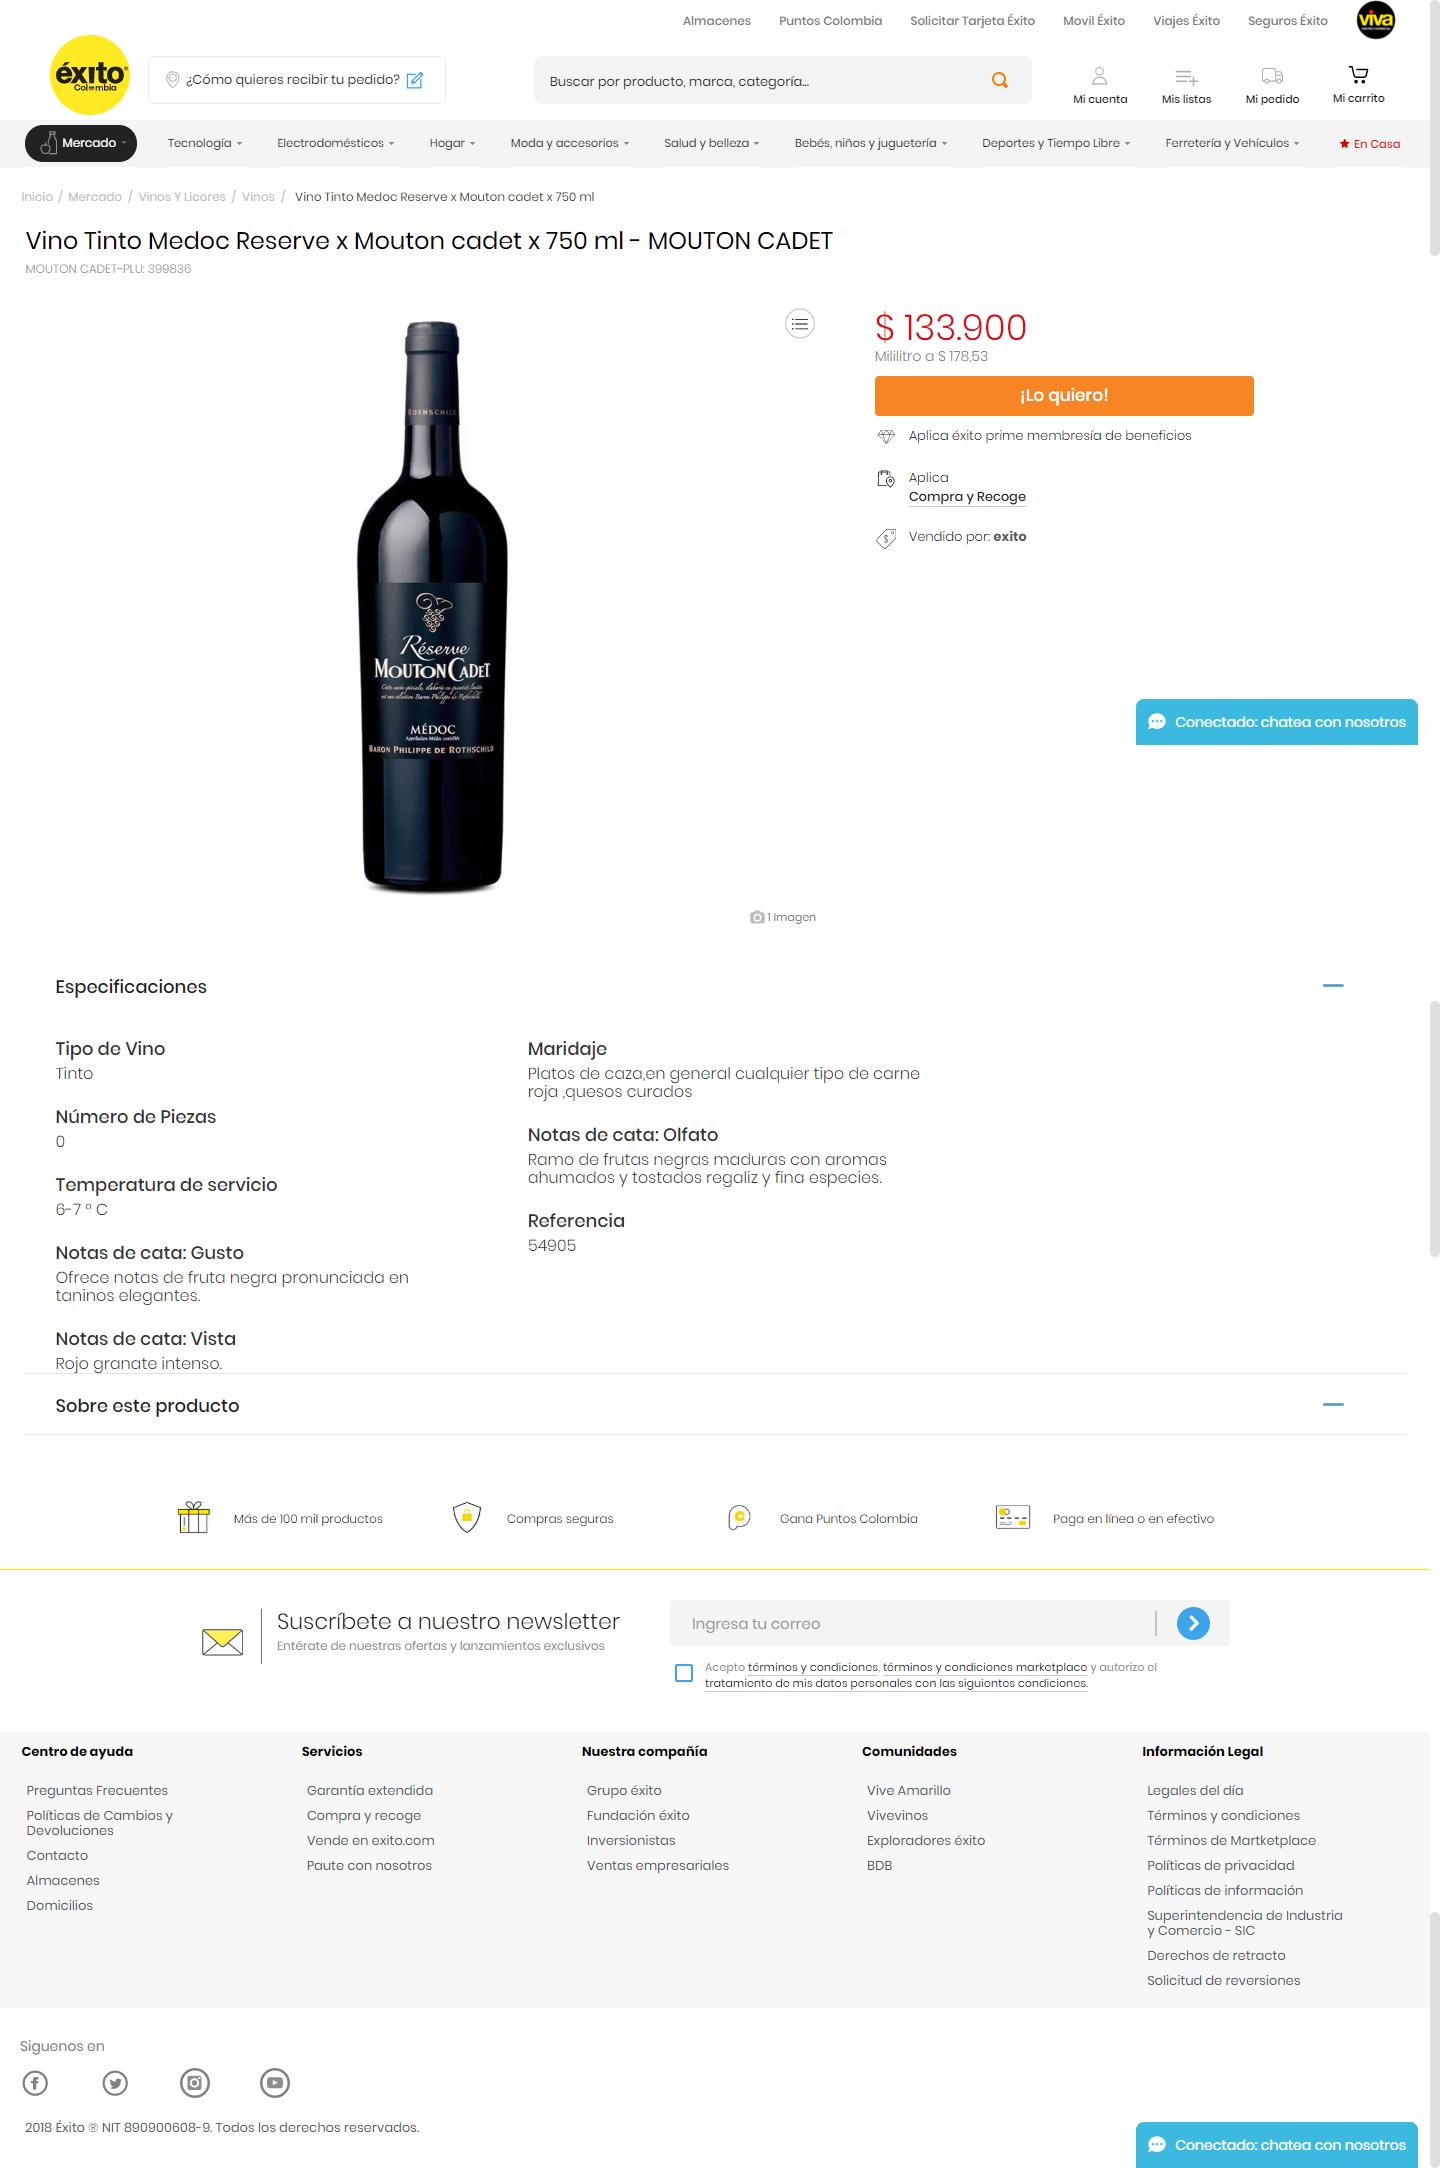 Almacenes Puntos Colombia Solicitar Tarjeta Éxito Movil Éxito Viajes Éxito Seguros Éxito viva
éxito
Colombia
¿Cómo quieres recibir tu pedido?
Buscar por producto, marca, categoría...
Mi cuenta Mis listas Mi pedido Mi carrito
Mercado Tecnología Electrodomésticos Hogar Moda y accesorios Salud y belleza Bebés, niños y juguetería Deportes y Tiempo Libre Ferretería y Vehículos En Casa
Inicio / Mercado / Vinos Y Licores / Vinos / Vino Tinto Medoc Reserve x Mouton cadet x 750 ml
Vino Tinto Medoc Reserve x Mouton cadet x 750 ml - MOUTON CADET
MOUTON CADET-PLU: 399836
ROTHSCHILD
Réserve
MOUTON CADET
MÉDOC
BARON PHILIPPE DE ROTHSCHILD
1 Imagen
$ 133.900
Mililitro a $ 178,53
¡Lo quiero!
Aplica éxito prime membresía de beneficios
Aplica
Compra y Recoge
Vendido por: exito
Conectado: chatea con nosotros
Especificaciones
Tipo de Vino
Tinto
Número de Piezas
0
Temperatura de servicio
6-7 º C
Notas de cata: Gusto
Ofrece notas de fruta negra pronunciada en
taninos elegantes.
Notas de cata: Vista
Rojo granate intenso.
Maridaje
Platos de caza,en general cualquier tipo de carne
roja ,quesos curados
Notas de cata: Olfato
Ramo de frutas negras maduras con aromas
ahumados y tostados regaliz y fina especies.
Referencia
54905
Sobre este producto
Más de 100 mil productos
Compras seguras
Gana Puntos Colombia
Paga en línea o en efectivo
Suscríbete a nuestro newsletter
Entérate de nuestras ofertas y lanzamientos exclusivos
Ingresa tu correo
Acepto términos y condiciones, términos y condiciones marketplace y autorizo el
tratamiento de mis datos personales con las siguientes condiciones.
Centro de ayuda
Preguntas Frecuentes
Políticas de Cambios y
Devoluciones
Contacto
Almacenes
Domicilios
Servicios
Garantía extendida
Compra y recoge
Vende en exito.com
Paute con nosotros
Nuestra compañía
Grupo éxito
Fundación éxito
Inversionistas
Ventas empresariales
Comunidades
Vive Amarillo
Vivevinos
Exploradores éxito
BDB
Información Legal
Legales del día
Términos y condiciones
Términos de Martketplace
Políticas de privacidad
Políticas de información
Superintendencia de Industria
y Comercio - SIC
Derechos de retracto
Solicitud de reversiones
Siguenos en
2018 Éxito ® NIT 890900608-9. Todos los derechos reservados.
Conectado: chatea con nosotros